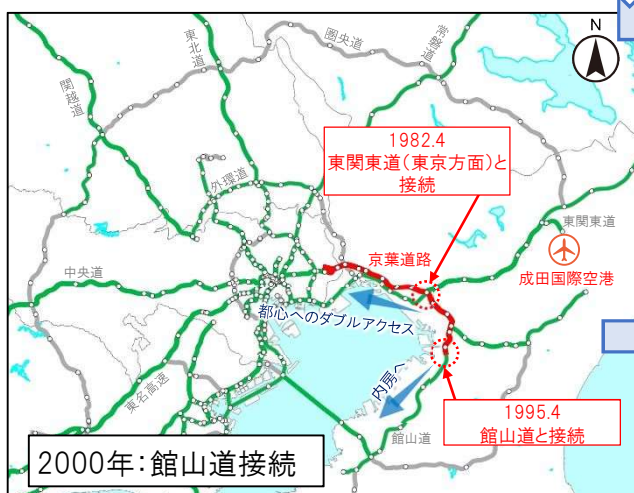 N
圏央道
常磐道
東北道
関越道
1982.4
東関東道(東京方面)と
接続
外環道
東関東道
京葉道路
成田国際空港
中央道
都心へのダブルアクセス
内房へ
東名高速
1995.4
館山道と接続
館山道
2000年:館山道接続